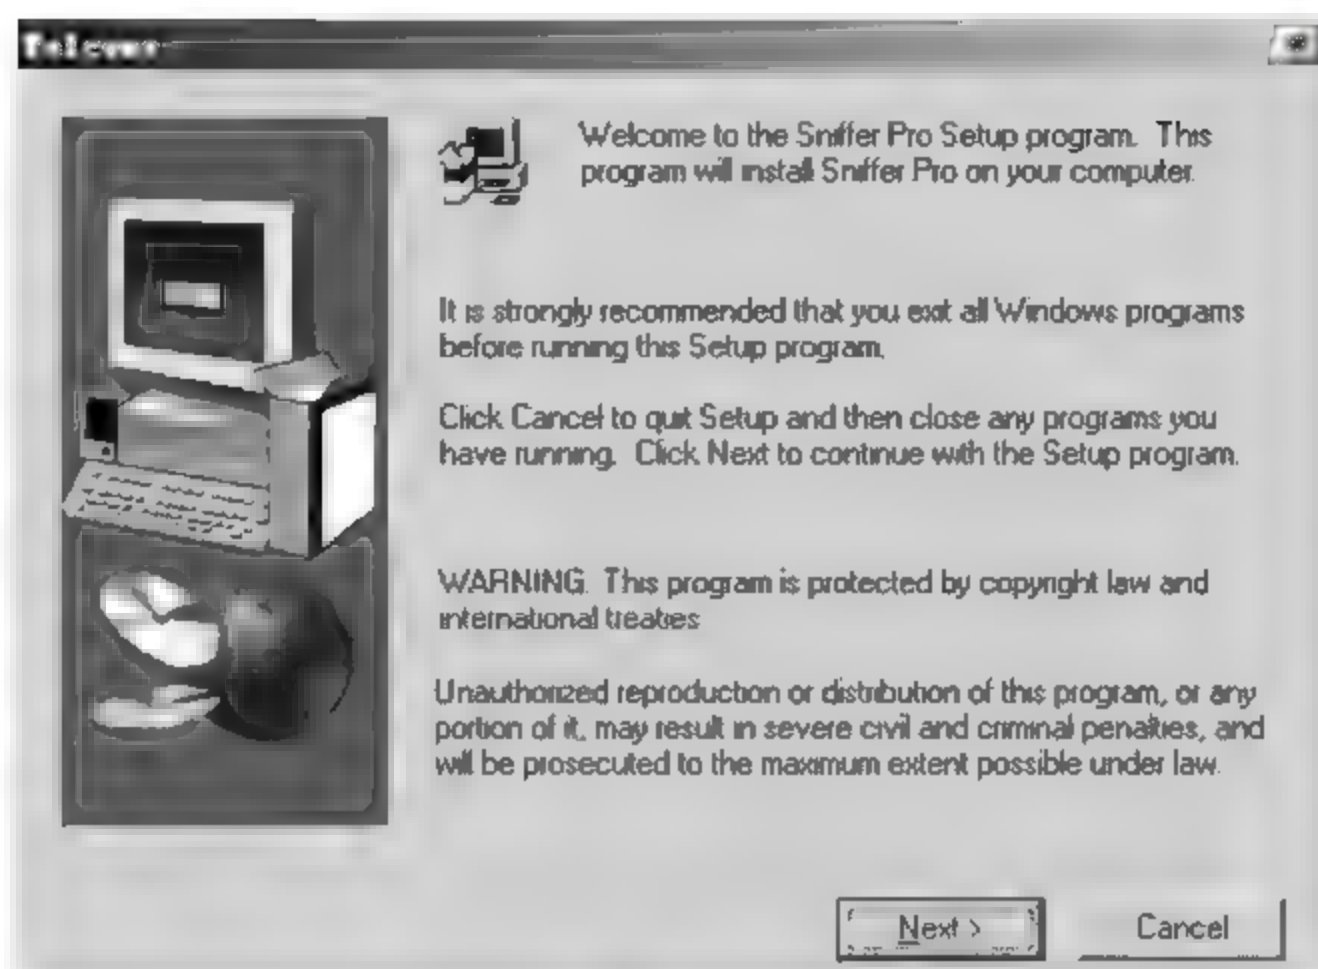 Welcome to the Sniffer Pro Setup program. This
program will install Sniffer Pro on your computer.
It is strongly recommended that you exit all Windows programs
before running this Setup program.
Click Cancel to quit Setup and then close any programs you
have running. Click Next to continue with the Setup program.
WARNING. This program is protected by copyright law and
international treaties
Unauthorized reproduction or distribution of this program, or any
portion of it, may result in severe civil and criminal penalties, and
will be prosecuted to the maximum extent possible under law.
Next > Cancel